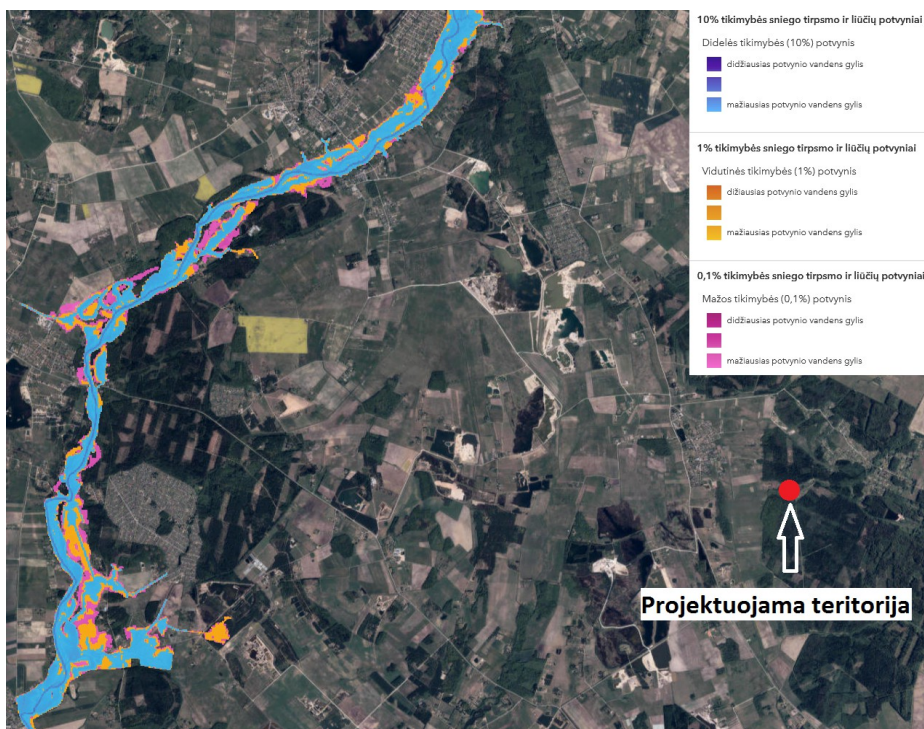 10% tikimybės sniego tirpsmo ir liūčių potvyniai
Didelės tikimybės (10%) potvynis
didžiausias potvynio vandens gylis
mažiausias potvynio vandens gylis
1% tikimybės sniego tirpsmo ir liūčių potvyniai
Vidutinės tikimybės (1%) potvynis
džiausias potvynio vandens gylis
mažiausias potvynio vandens gylis
0,1% tikimybės sniego tirpsmo ir liūčių potvyniai
Mažos tikimybės (0,1%) potvynis
didžiausias potvynio vandens gylis
mažiausias potvynio vandens gylis
Projektuojama teritorija